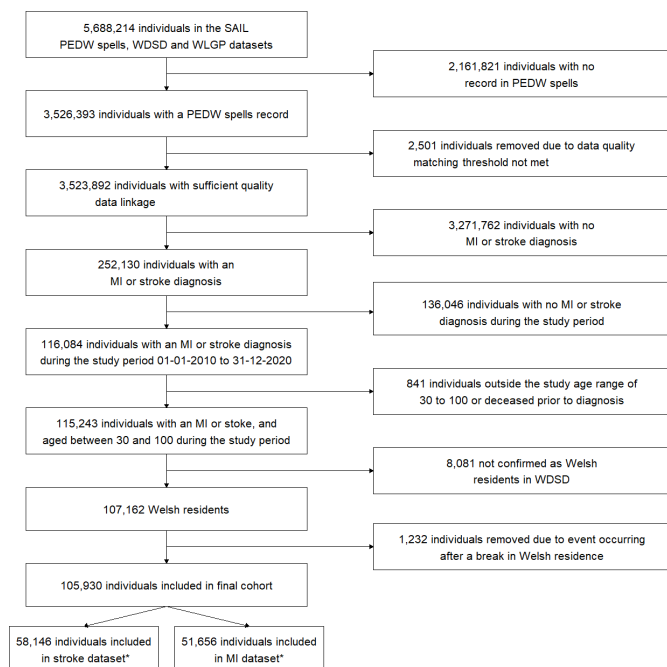 5,688,214 individuals in the SAIL
PEDW spells, WDSD and WLGP datasets
2,161,821 individuals with no
record in PEDW spells
3,526,393 individuals with a PEDW spells record
2,501 individuals removed due to data quality
matching threshold not met
3,523,892 individuals with sufficient quality
data linkage
3,271,762 individuals with no
MI or stroke diagnosis
252,130 individuals with an
MI or stroke diagnosis
136,046 individuals with no MI or stroke
diagnosis during the study period
116,084 individuals with an MI or stroke diagnosis
during the study period 01-01-2010 to 31-12-2020
841 individuals outside the study age range of
30 to 100 or deceased prior to diagnosis
115,243 individuals with an MI or stoke, and
aged between 30 and 100 during the study period
8,081 not confirmed as Welsh
residents in WDSD
107,162 Welsh residents
1,232 individuals removed due to event occurring
after a break in Welsh residence
105,930 individuals included in final cohort
58,146 individuals included
in stroke dataset*
51,656 individuals included
in MI dataset*